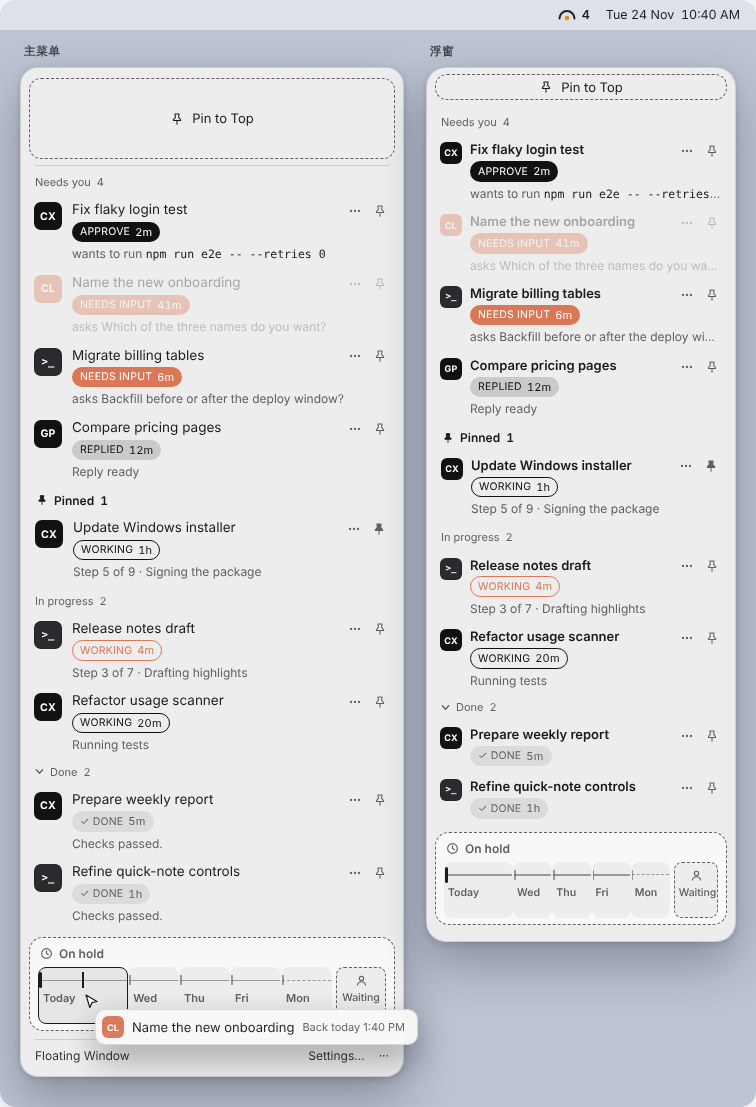 4 Tue 24 Nov 10:40 AM
主菜单
Pin to Top
Needs you 4
CX Fix flaky login test
APPROVE 2m
wants to run npm run e2e -- --retries 0
CL Name the new onboarding
NEEDS INPUT 41m
asks Which of the three names do you want?
>_ Migrate billing tables
NEEDS INPUT 6m
asks Backfill before or after the deploy window?
GP Compare pricing pages
REPLIED 12m
Reply ready
Pinned 1
CX Update Windows installer
WORKING 1h
Step 5 of 9 · Signing the package
In progress 2
>_ Release notes draft
WORKING 4m
Step 3 of 7 · Drafting highlights
CX Refactor usage scanner
WORKING 20m
Running tests
Done 2
CX Prepare weekly report
✓ DONE 5m
Checks passed.
>_ Refine quick-note controls
✓ DONE 1h
Checks passed.
On hold
Today Wed Thu Fri Mon Waiting
CL Name the new onboarding Back today 1:40 PM
Floating Window Settings... ...
浮窗
Pin to Top
Needs you 4
CX Fix flaky login test
APPROVE 2m
wants to run npm run e2e -- --retries...
CL Name the new onboarding
NEEDS INPUT 41m
asks Which of the three names do you wa...
>_ Migrate billing tables
NEEDS INPUT 6m
asks Backfill before or after the deploy wi...
GP Compare pricing pages
REPLIED 12m
Reply ready
Pinned 1
CX Update Windows installer
WORKING 1h
Step 5 of 9 · Signing the package
In progress 2
>_ Release notes draft
WORKING 4m
Step 3 of 7 · Drafting highlights
CX Refactor usage scanner
WORKING 20m
Running tests
Done 2
CX Prepare weekly report
✓ DONE 5m
>_ Refine quick-note controls
✓ DONE 1h
On hold
Today Wed Thu Fri Mon Waiting